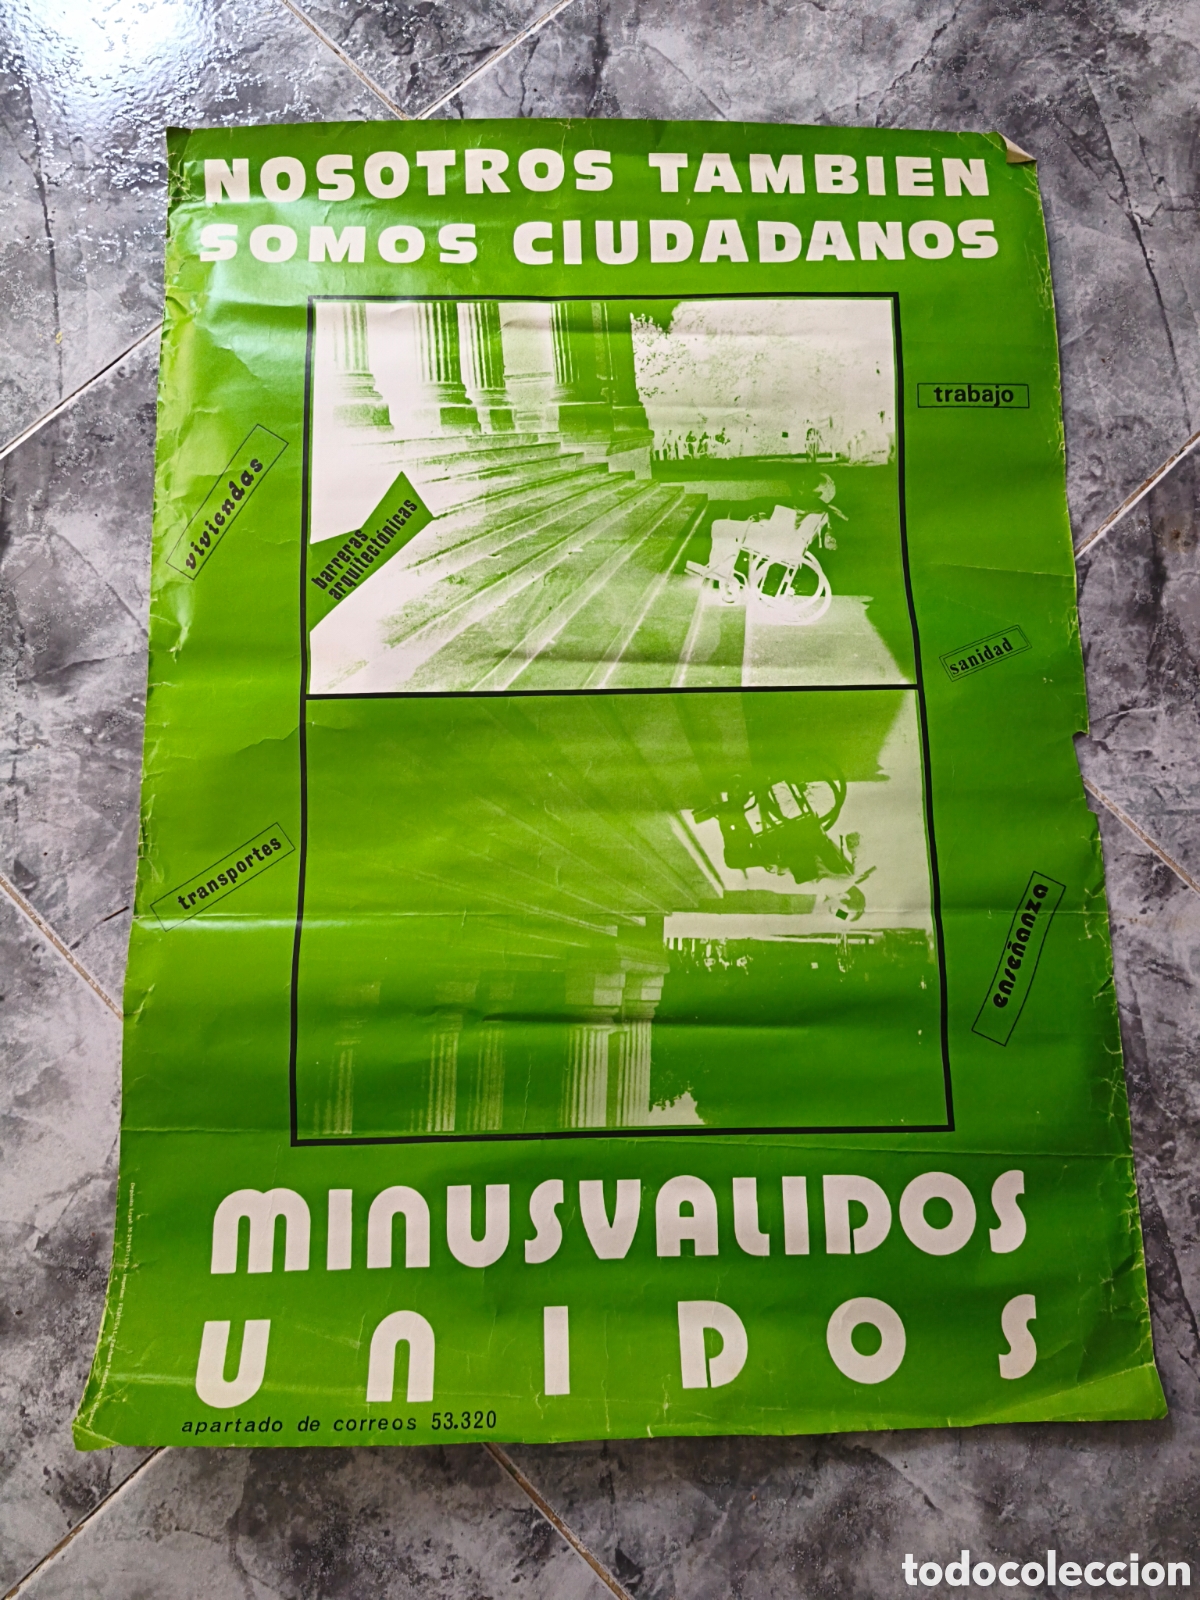 NOSOTROS TAMBIEN
SOMOS CIUDADANOS
trabajo
viviendas
barreras
arquitectónicas
sanidad
transportes
enseñanza
MINUSVALIDOS
UNIDOS
apartado de correos 53.320
todocoleccion